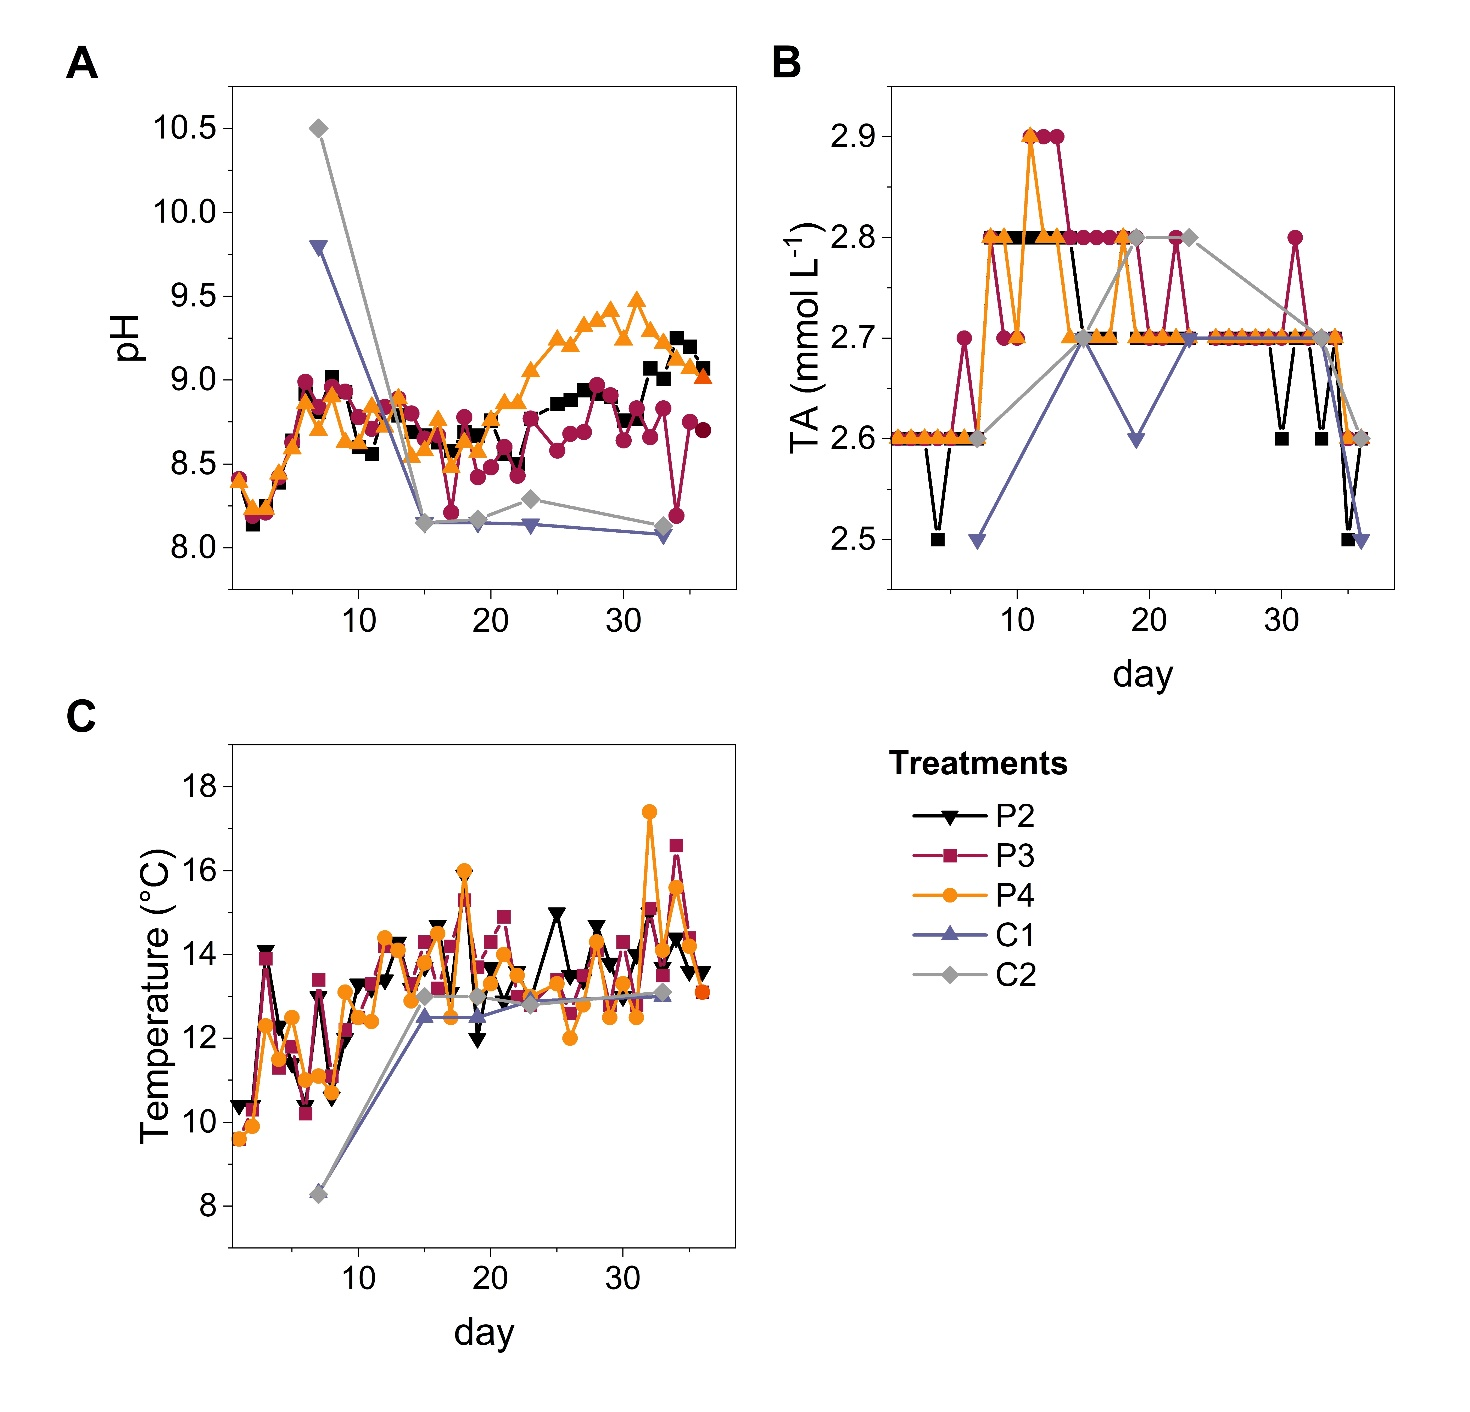 A
pH
10.5
10.0
9.5
9.0
8.5
8.0
10 20 30
B
TA (mmol L⁻¹)
2.9
2.8
2.7
2.6
2.5
10 20 30
day
C
Temperature (°C)
18
16
14
12
10
8
10 20 30
day
Treatments
P2
P3
P4
C1
C2